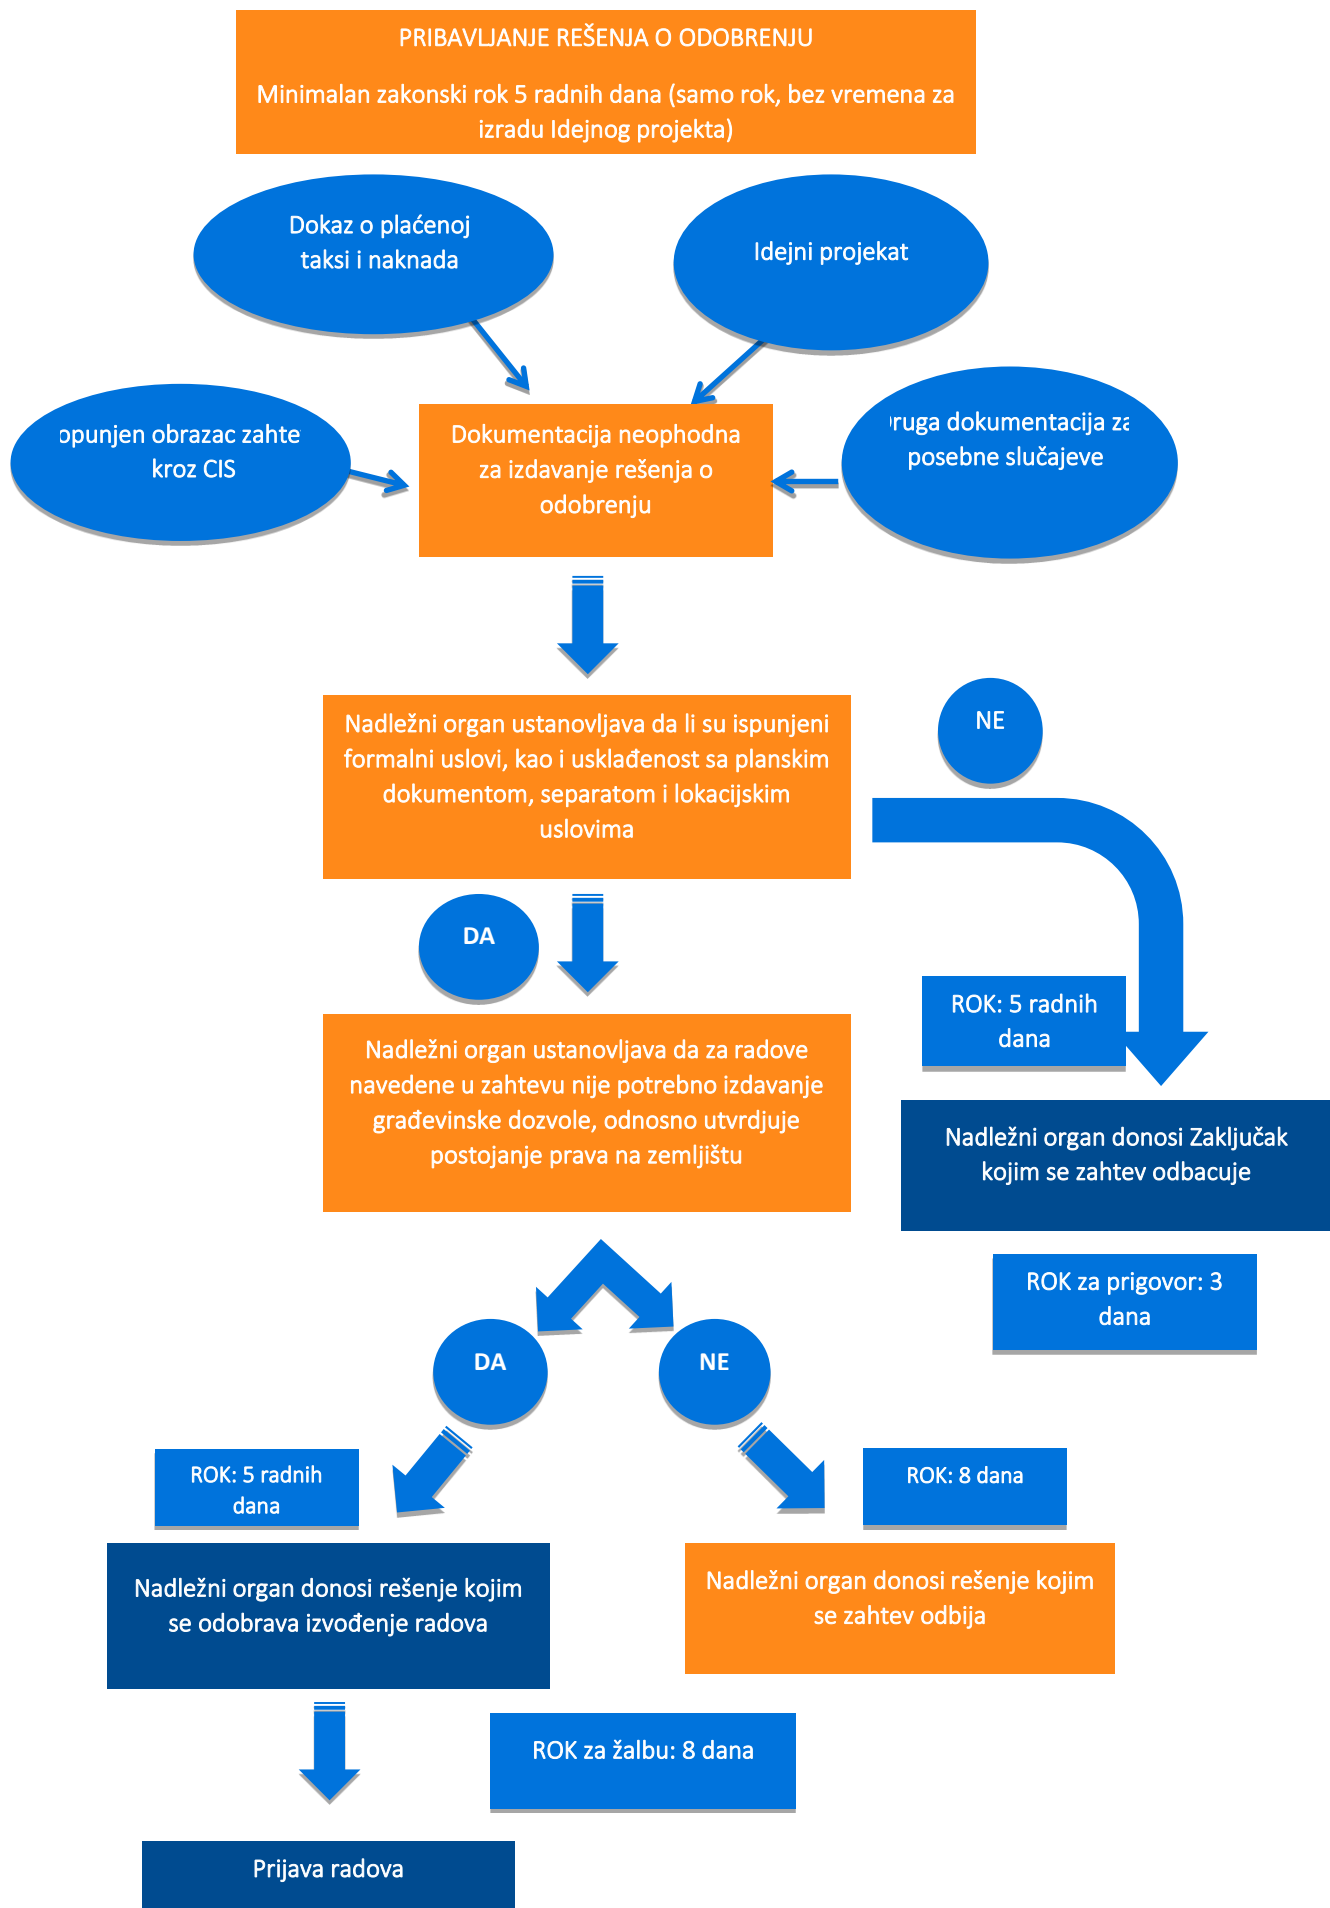 PRIBAVLJANJE REŠENJA O ODOBRENJU
Minimalan zakonski rok 5 radnih dana (samo rok, bez vremena za
izradu Idejnog projekta)
Dokaz o plaćenoj
taksi i naknada
Idejni projekat
opunjen obrazac zahte
kroz CIS
Dokumentacija neophodna
za izdavanje rešenja o
odobrenju
ruga dokumentacija za
posebne slučajeve
Nadležni organ ustanovljava da li su ispunjeni
formalni uslovi, kao i usklađenost sa planskim
dokumentom, separatom i lokacijskim
uslovima
NE
DA
ROK: 5 radnih
dana
Nadležni organ ustanovljava da za radove
navedene u zahtevu nije potrebno izdavanje
građevinske dozvole, odnosno utvrdjuje
postojanje prava na zemljištu
Nadležni organ donosi Zaključak
kojim se zahtev odbacuje
ROK za prigovor: 3
dana
DA
NE
ROK: 5 radnih
dana
ROK: 8 dana
Nadležni organ donosi rešenje kojim
se odobrava izvođenje radova
Nadležni organ donosi rešenje kojim
se zahtev odbija
ROK za žalbu: 8 dana
Prijava radova